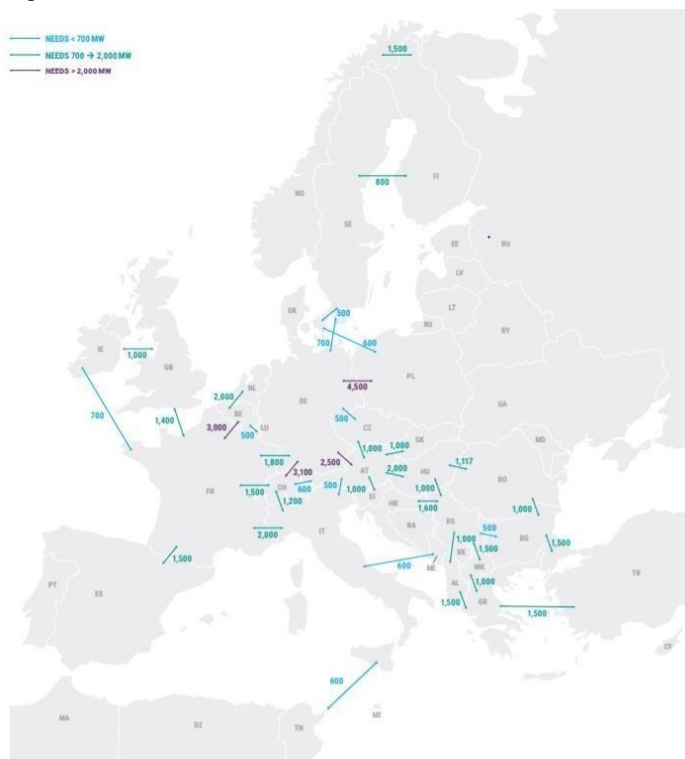 NEEDS < 700 MW
NEEDS 700 → 2,000 MW
NEEDS > 2,000 MW
1,500
800
FI
NO
SE
EE
RU
LV
DK
500
LT
RU
BY
700
600
IE
1,000
GB
PL
NL
DE
4,500
2,000
BE
UA
700
1,400
3,000
LU
500
500
CZ
SK
MD
1,800
2,500
1,000
1,000
AT
2,000
HU
1,117
3,100
CH
600
500
1,000
SI
1,000
RO
FR
1,500
1,200
HR
1,600
1,000
2,000
IT
BA
RS
500
1,000
XK
1,500
BG
1,500
1,500
600
ME
MK
AL
1,000
PT
ES
1,500
GR
1,500
TR
600
CY
MA
DZ
TN
MT